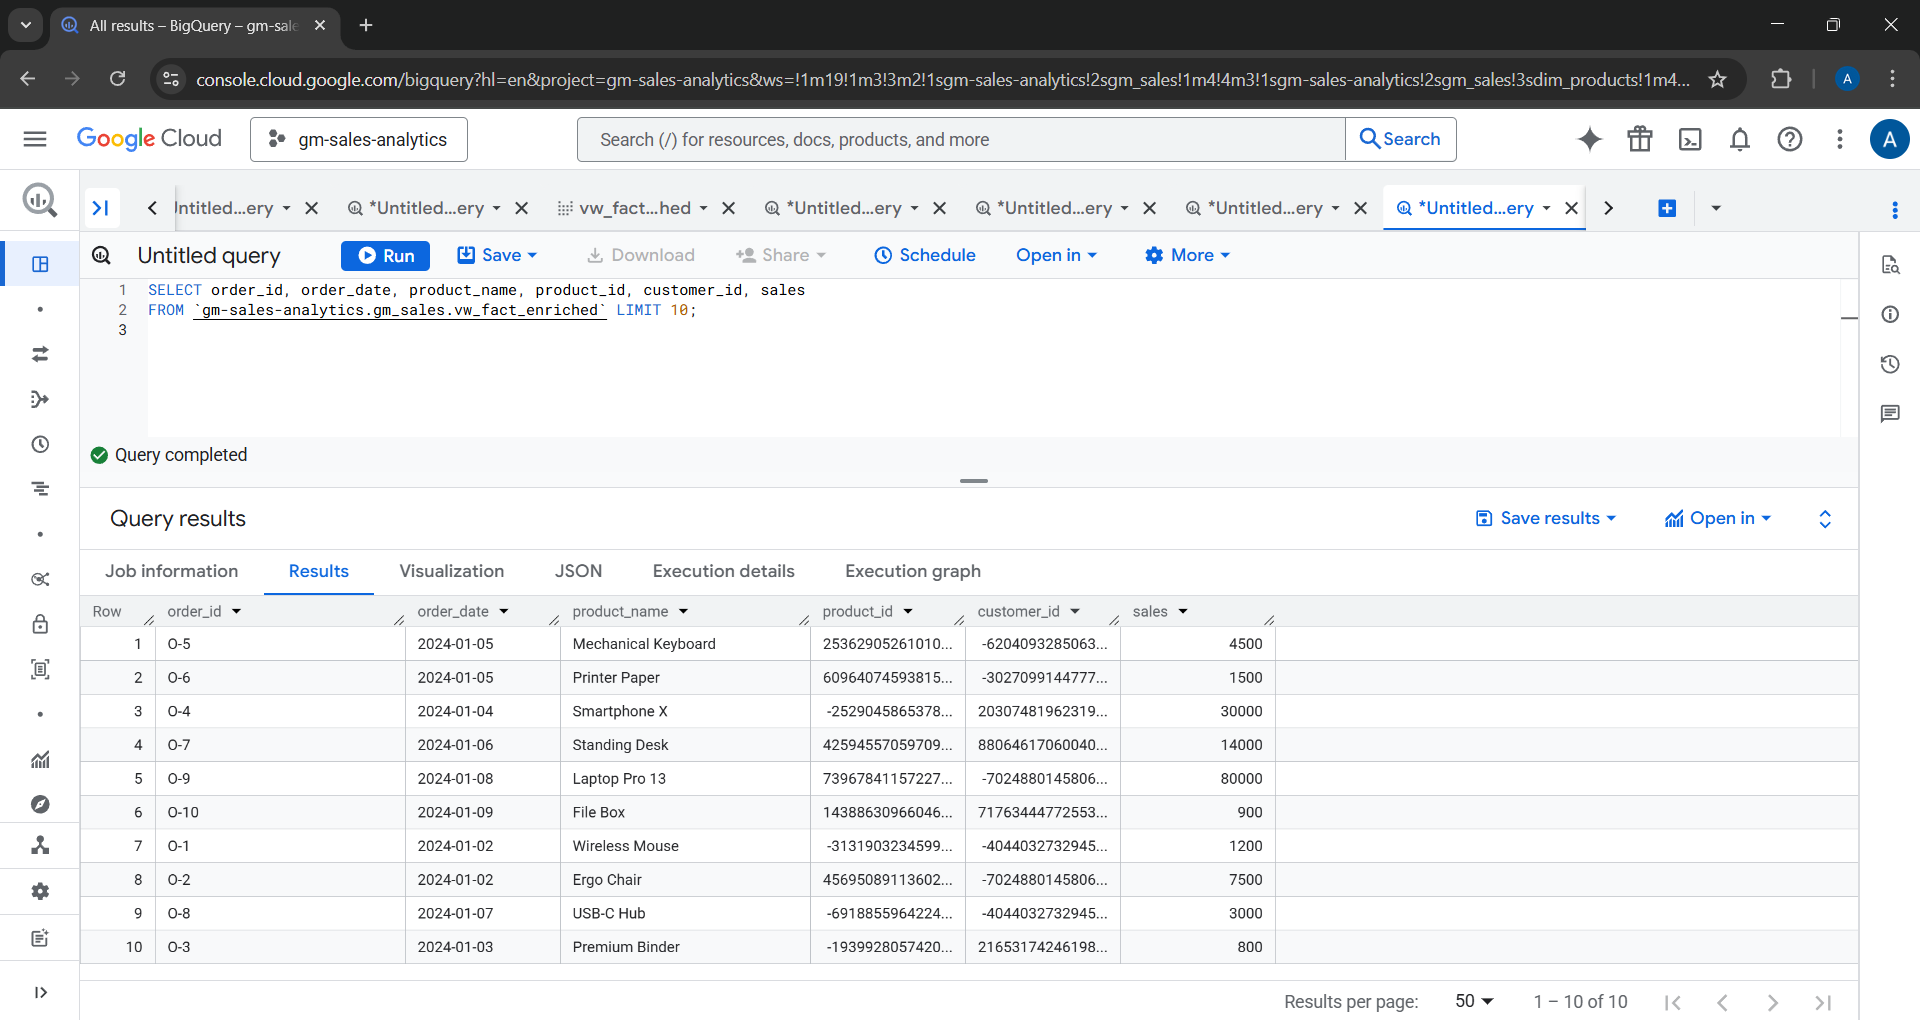 All results – BigQuery – gm-sale
console.cloud.google.com/bigquery?hl=en&project=gm-sales-analytics&ws=!1m19!1m3!3m2!1sgm-sales-analytics!2sgm_sales!1m4!4m3!1sgm-sales-analytics!2sgm_sales!3sdim_products!1m4... A
Google Cloud gm-sales-analytics Search (/) for resources, docs, products, and more Search A
Intitled...ery *Untitled...ery vw_fact...hed *Untitled...ery *Untitled...ery *Untitled...ery *Untitled...ery
Untitled query Run Save Download Share Schedule Open in More
1 SELECT order_id, order_date, product_name, product_id, customer_id, sales
2 FROM `gm-sales-analytics.gm_sales.vw_fact_enriched` LIMIT 10;
3
Query completed
Query results Save results Open in
Job information Results Visualization JSON Execution details Execution graph
Row order_id order_date product_name product_id customer_id sales
1 O-5 2024-01-05 Mechanical Keyboard 25362905261010... -6204093285063... 4500
2 O-6 2024-01-05 Printer Paper 60964074593815... -3027099144777... 1500
3 O-4 2024-01-04 Smartphone X -2529045865378... 20307481962319... 30000
4 O-7 2024-01-06 Standing Desk 42594557059709... 88064617060040... 14000
5 O-9 2024-01-08 Laptop Pro 13 73967841157227... -7024880145806... 80000
6 O-10 2024-01-09 File Box 14388630966046... 71763444772553... 900
7 O-1 2024-01-02 Wireless Mouse -3131903234599... -4044032732945... 1200
8 O-2 2024-01-02 Ergo Chair 45695089113602... -7024880145806... 7500
9 O-8 2024-01-07 USB-C Hub -6918855964224... -4044032732945... 3000
10 O-3 2024-01-03 Premium Binder -1939928057420... 21653174246198... 800
Results per page: 50 1 – 10 of 10